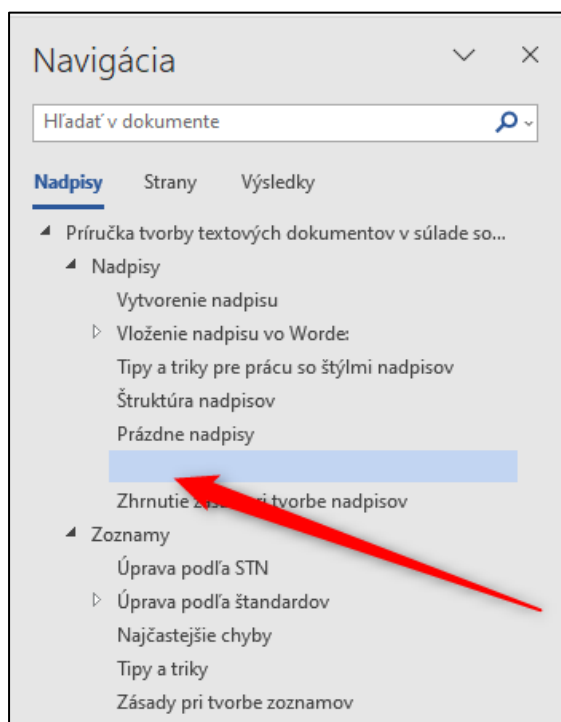 Navigácia
Hľadať v dokumente
Nadpisy Strany Výsledky
Príručka tvorby textových dokumentov v súlade so...
Nadpisy
Vytvorenie nadpisu
Vloženie nadpisu vo Worde:
Tipy a triky pre prácu so štýlmi nadpisov
Štruktúra nadpisov
Prázdne nadpisy
Zhrnutie pri tvorbe nadpisov
Zoznamy
Úprava podľa STN
Úprava podľa štandardov
Najčastejšie chyby
Tipy a triky
Zásady pri tvorbe zoznamov